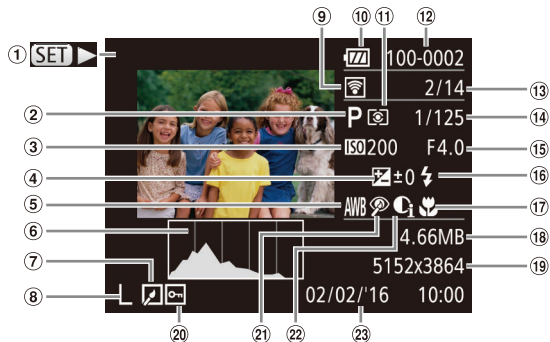 ⑨ ⑩ ⑪ ⑫
① SET 100-0002
2/14 ⑬
② P 1/125 ⑭
③ ISO200 F4.0 ⑮
④ ±0 ⑯
⑤ AWB ⑰
⑥ 4.66MB ⑱
⑦ 5152x3864 ⑲
⑧ L 02/02/'16 10:00
⑳ ㉑ ㉒ ㉓